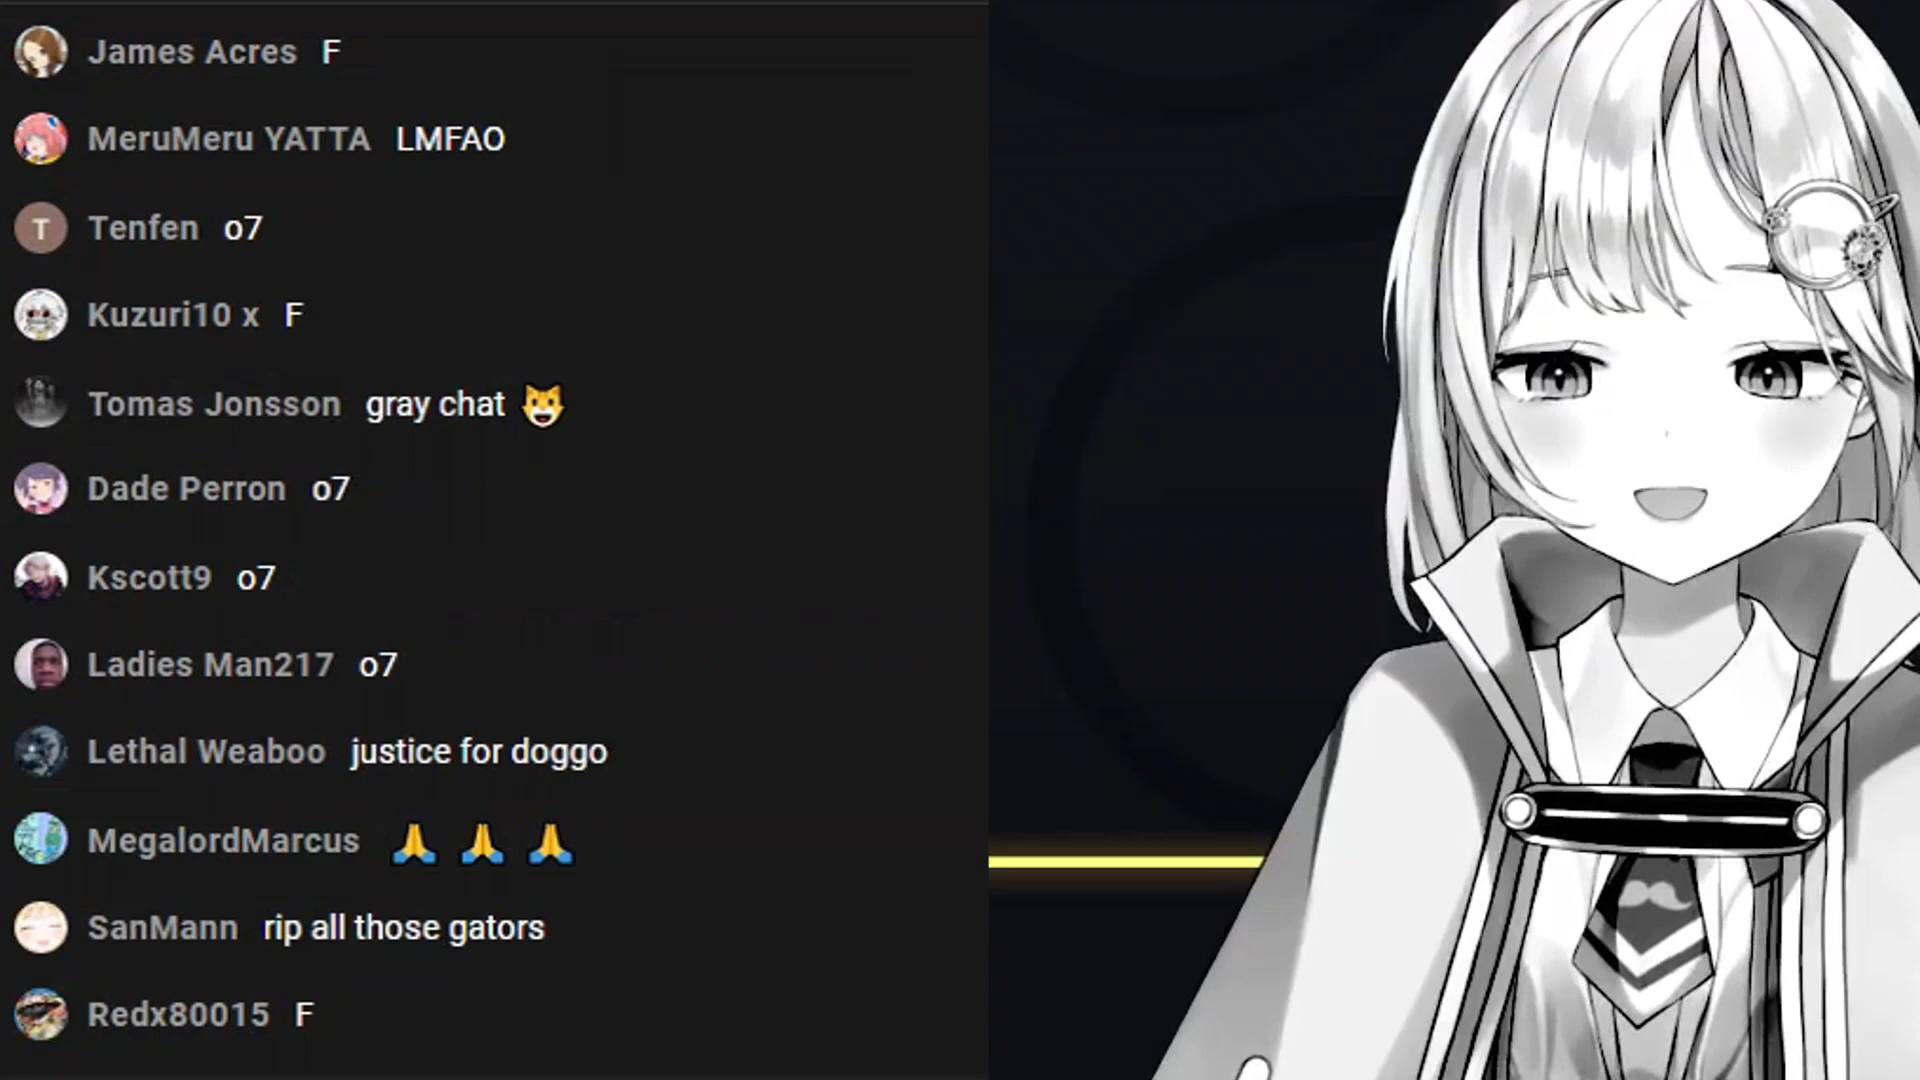 James Acres F
MeruMeru YATTA LMFAO
T Tenfen o7
Kuzuri10 x F
Tomas Jonsson gray chat 😺
Dade Perron o7
Kscott9 o7
Ladies Man217 o7
Lethal Weaboo justice for doggo
MegalordMarcus 🙏 🙏 🙏
SanMann rip all those gators
Redx80015 F